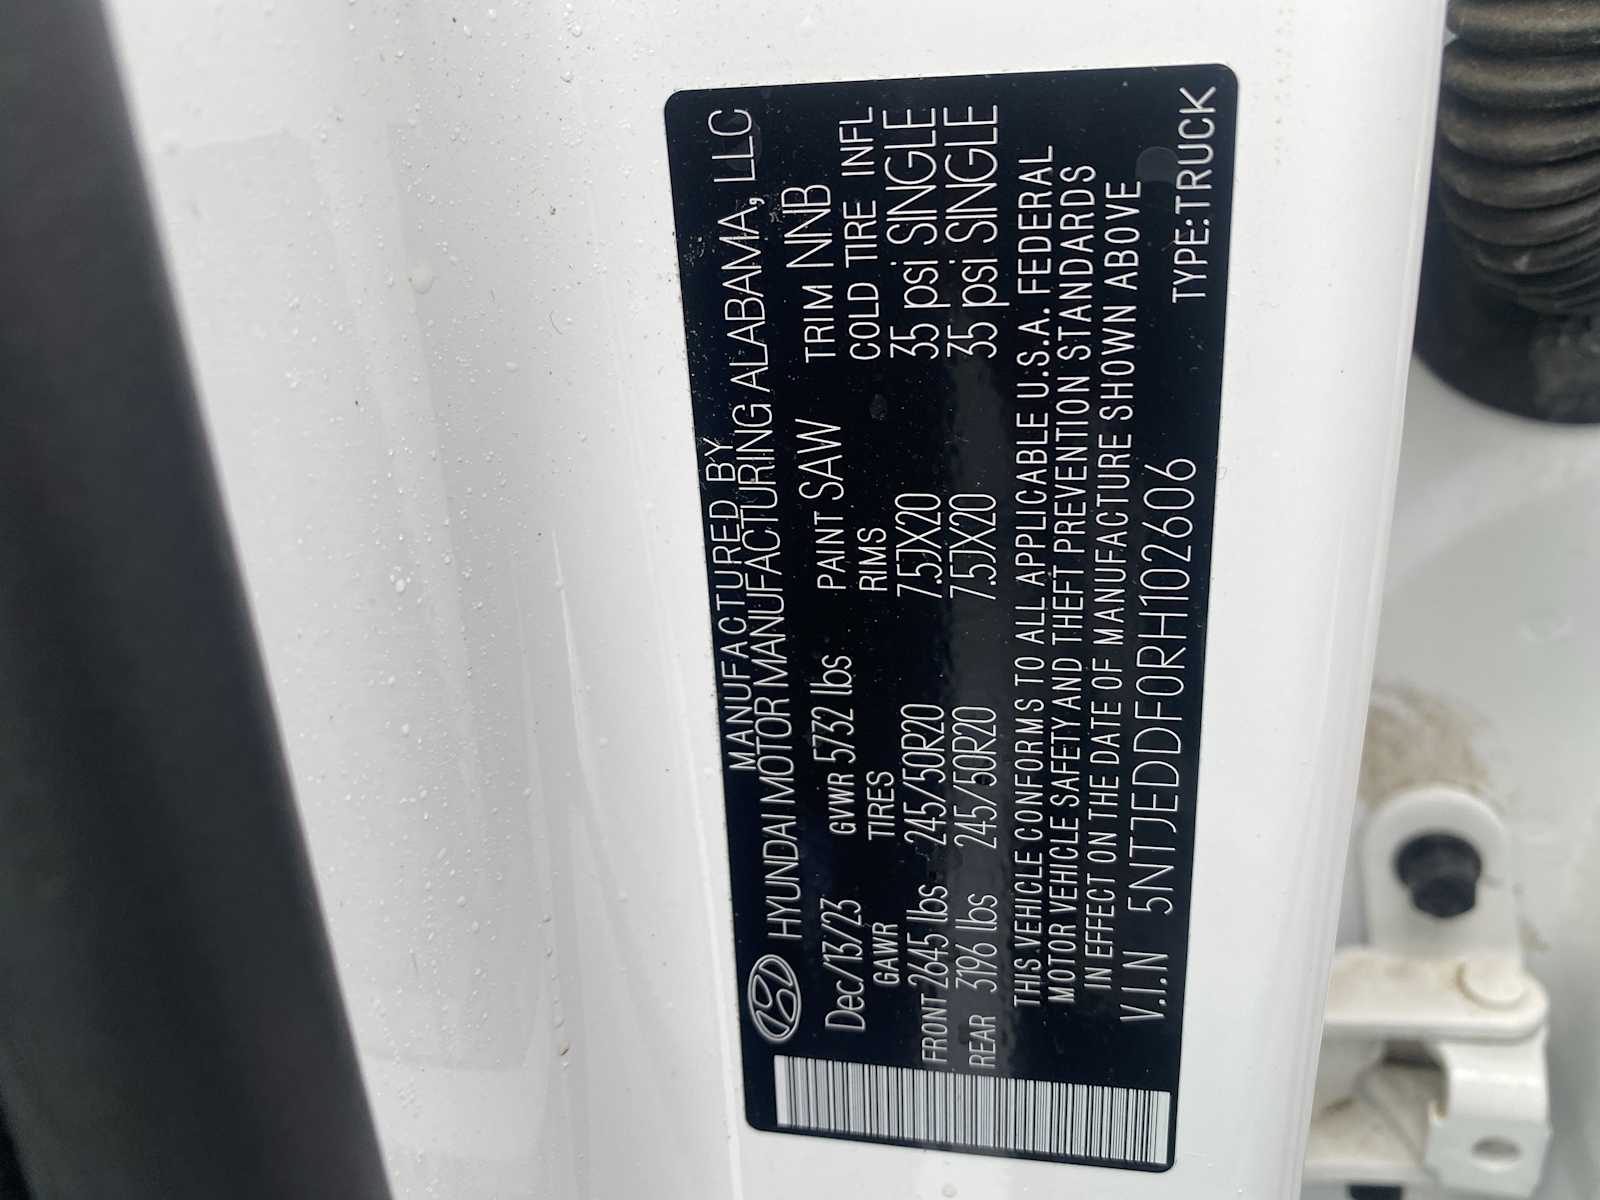 MANUFACTURED BY
HYUNDAI MOTOR MANUFACTURING ALABAMA, LLC
Dec/13/23 GVWR 5732 lbs PAINT SAW TRIM NNB
GAWR TIRES RIMS COLD TIRE INFL
FRONT 2645 lbs 245/50R20 7.5JX20 35 psi SINGLE
REAR 3196 lbs 245/50R20 7.5JX20 35 psi SINGLE
THIS VEHICLE CONFORMS TO ALL APPLICABLE U.S.A. FEDERAL
MOTOR VEHICLE SAFETY AND THEFT PREVENTION STANDARDS
IN EFFECT ON THE DATE OF MANUFACTURE SHOWN ABOVE
V.I.N 5NTJEDDF0RH102606 TYPE:TRUCK